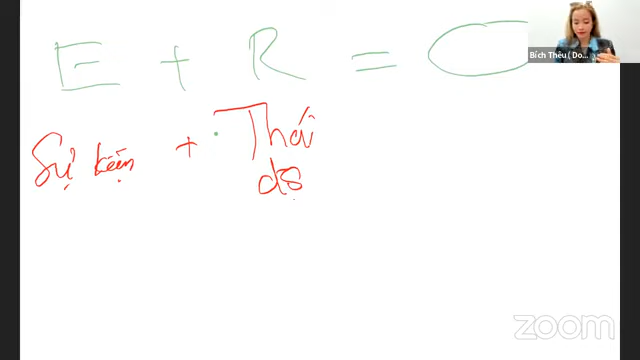 E + R = O
Bích Thêu ( Do...
Sự kiện + Thái
độ
zoom